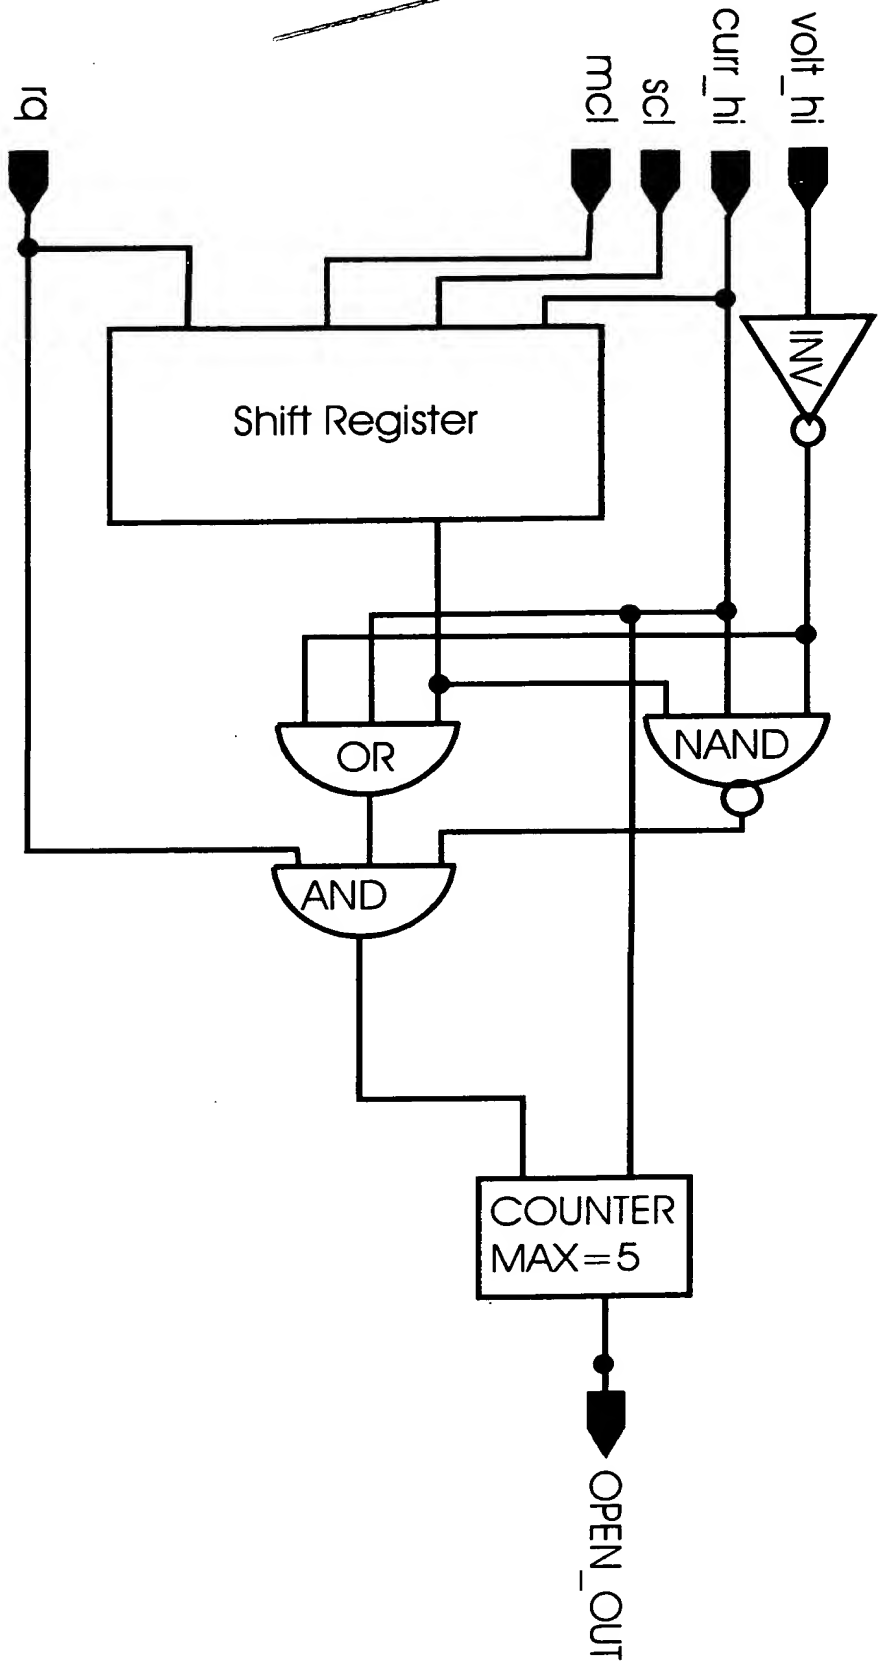 rq
mcl
scl
curr_hi
volt_hi
INV
Shift Register
OR
NAND
AND
COUNTER
MAX=5
OPEN_OUT